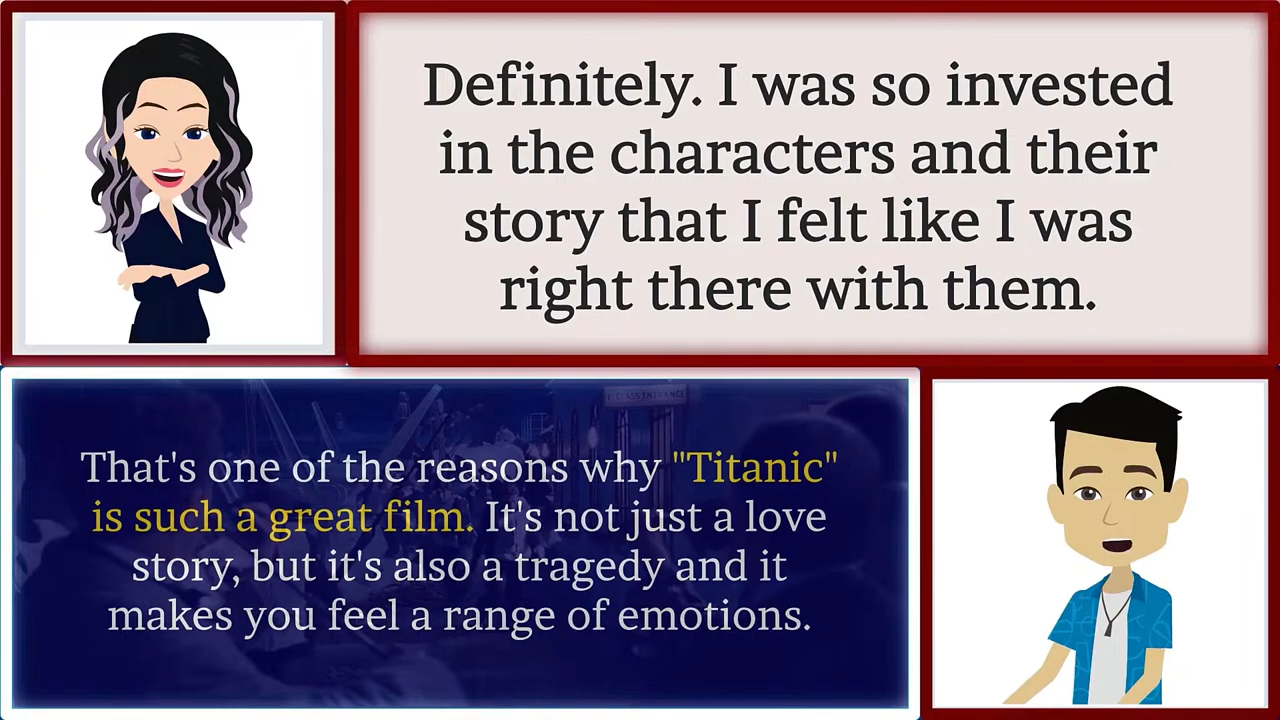 Definitely. I was so invested
in the characters and their
story that I felt like I was
right there with them.
That's one of the reasons why "Titanic"
is such a great film. It's not just a love
story, but it's also a tragedy and it
makes you feel a range of emotions.